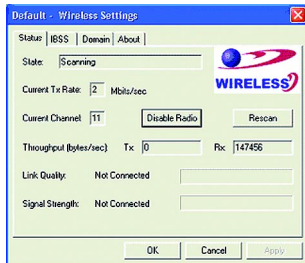 Default - Wireless Settings
Status IBSS Domain About
State: Scanning
WIRELESS
Current Tx Rate: 2 Mbits/sec
Current Channel 11 Disable Radio Rescan
Throughput (bytes/sec) Tx 0 Rx 147456
Link Quality: Not Connected
Signal Strength: Not Connected
OK Cancel Apply